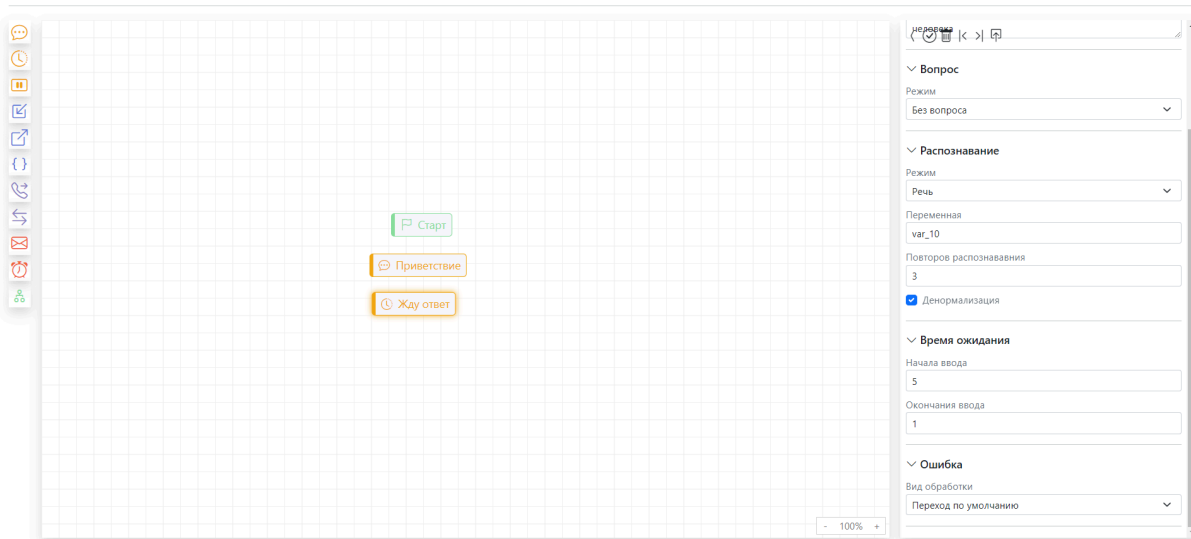 Старт
Приветствие
Жду ответ
- 100% +
человека
Вопрос
Режим
Без вопроса
Распознавание
Режим
Речь
Переменная
var_10
Повторов распознававния
3
Денормализация
Время ожидания
Начала ввода
5
Окончания ввода
1
Ошибка
Вид обработки
Переход по умолчанию